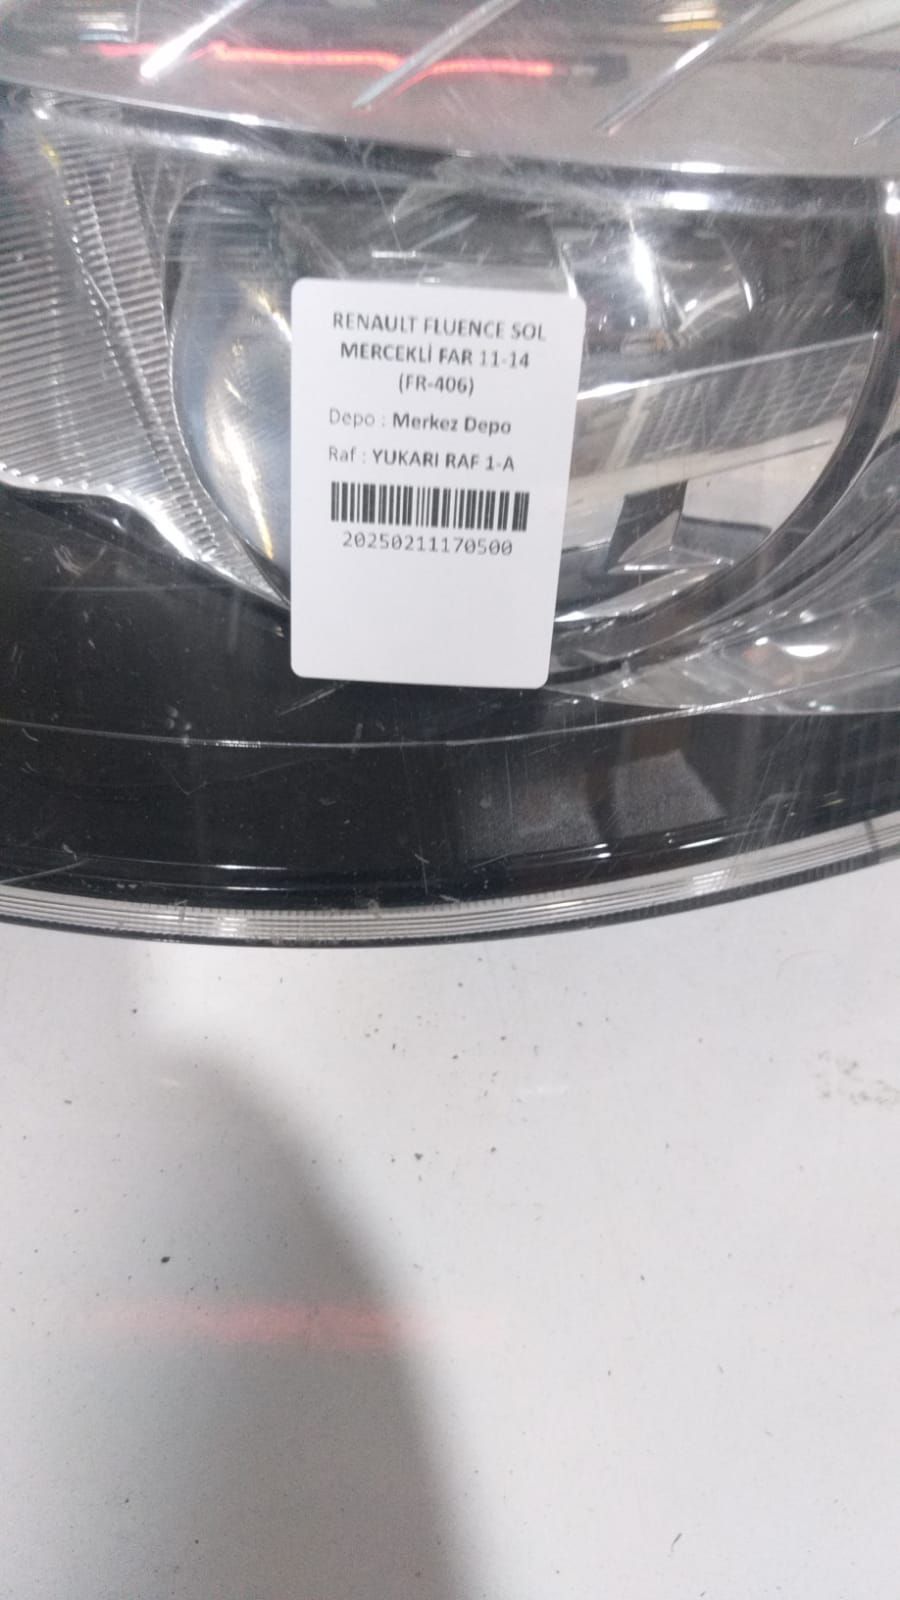 RENAULT FLUENCE SOL
MERCEKLİ FAR 11-14
(FR-406)
Depo : Merkez Depo
Raf : YUKARI RAF 1-A
20250211170500